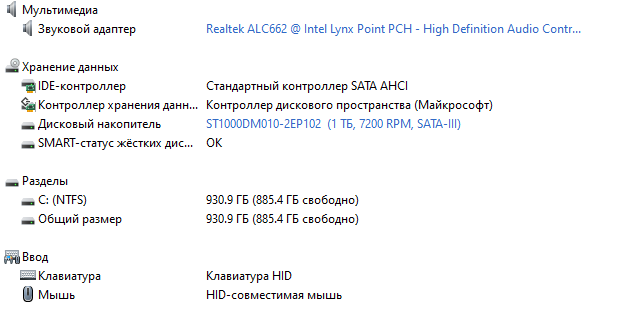 Мультимедиа
Звуковой адаптер Realtek ALC662 @ Intel Lynx Point PCH - High Definition Audio Contr...
Хранение данных
IDE-контроллер Стандартный контроллер SATA AHCI
Контроллер хранения данн... Контроллер дискового пространства (Майкрософт)
Дисковый накопитель ST1000DM010-2EP102 (1 ТБ, 7200 RPM, SATA-III)
SMART-статус жёстких дис... OK
Разделы
C: (NTFS) 930.9 ГБ (885.4 ГБ свободно)
Общий размер 930.9 ГБ (885.4 ГБ свободно)
Ввод
Клавиатура Клавиатура HID
Мышь HID-совместимая мышь